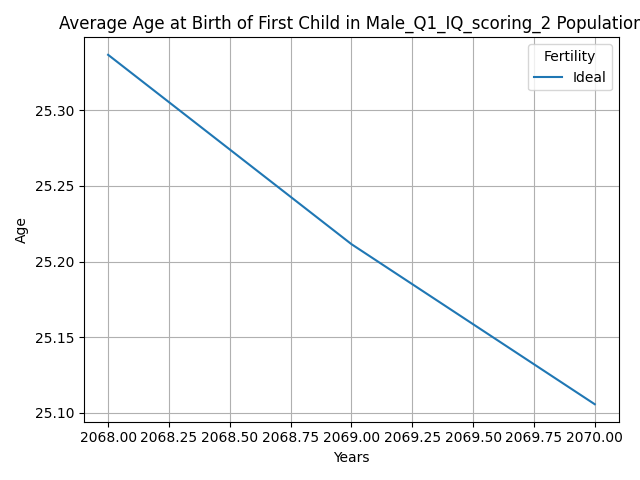 Average Age at Birth of First Child in Male_Q1_IQ_scoring_2 Population
Fertility
Ideal
25.30
25.25
25.20
25.15
25.10
Age
2068.00 2068.25 2068.50 2068.75 2069.00 2069.25 2069.50 2069.75 2070.00
Years